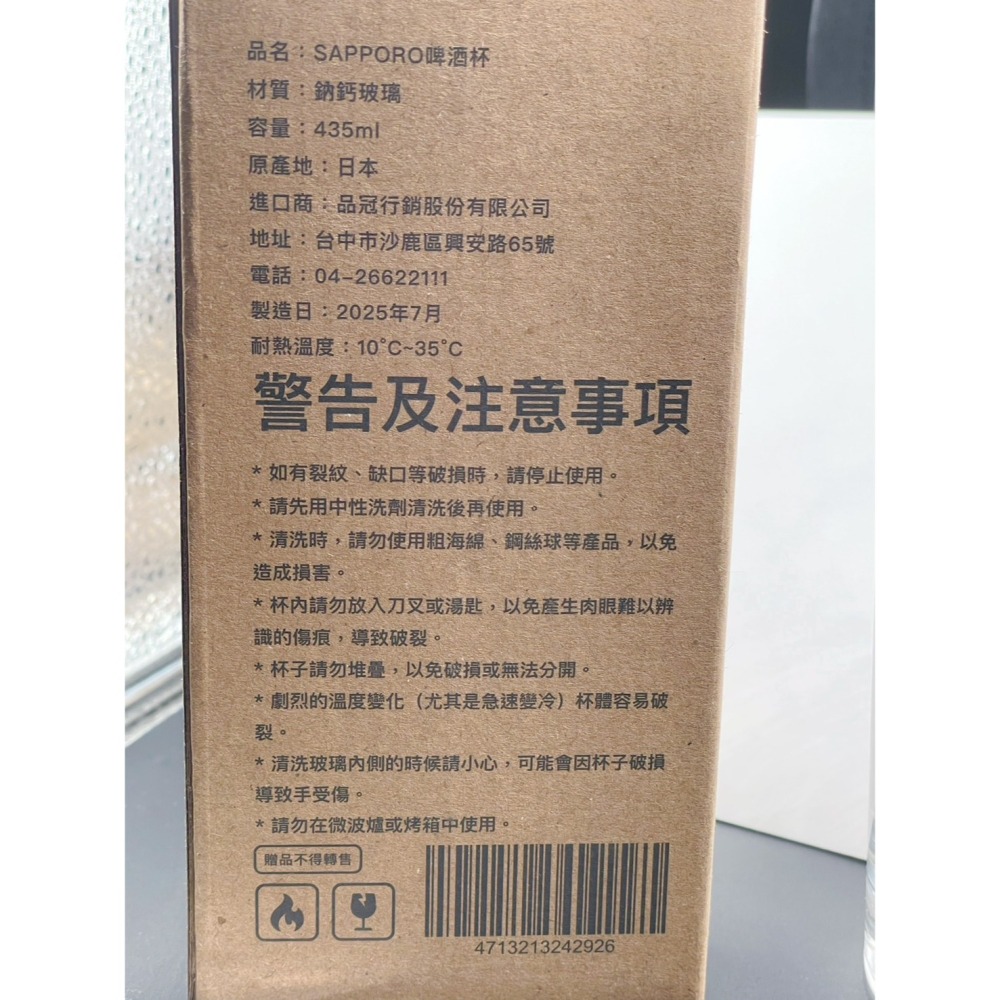 品名：SAPPORO啤酒杯
材質：鈉鈣玻璃
容量：435ml
原產地：日本
進口商：品冠行銷股份有限公司
地址：台中市沙鹿區興安路65號
電話：04-26622111
製造日：2025年7月
耐熱溫度：10°C~35°C
警告及注意事項
* 如有裂紋、缺口等破損時，請停止使用。
* 請先用中性洗劑清洗後再使用。
* 清洗時，請勿使用粗海綿、鋼絲球等產品，以免
造成損害。
* 杯內請勿放入刀叉或湯匙，以免產生肉眼難以辨
識的傷痕，導致破裂。
* 杯子請勿堆疊，以免破損或無法分開。
* 劇烈的溫度變化（尤其是急速變冷）杯體容易破
裂。
* 清洗玻璃內側的時候請小心，可能會因杯子破損
導致手受傷。
* 請勿在微波爐或烤箱中使用。
贈品不得轉售
4713213242926